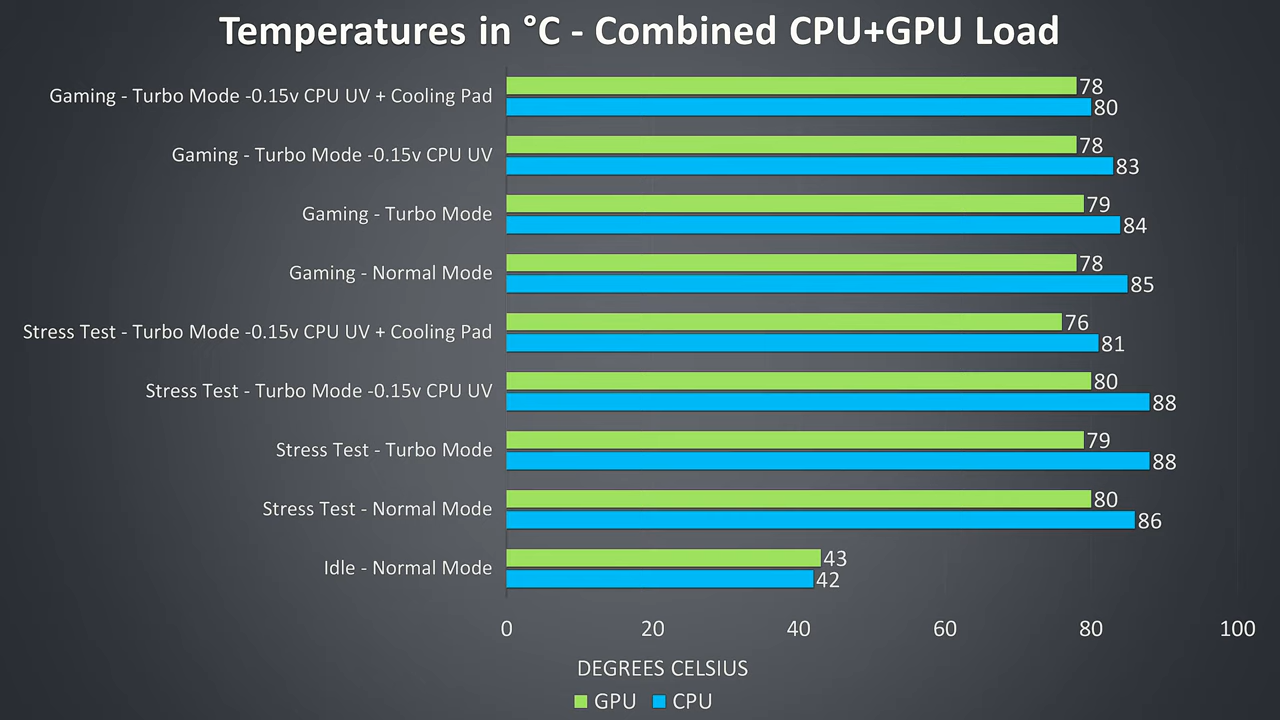 Temperatures in °C - Combined CPU+GPU Load
Gaming - Turbo Mode -0.15v CPU UV + Cooling Pad
78
80
Gaming - Turbo Mode -0.15v CPU UV
78
83
Gaming - Turbo Mode
79
84
Gaming - Normal Mode
78
85
Stress Test - Turbo Mode -0.15v CPU UV + Cooling Pad
76
81
Stress Test - Turbo Mode -0.15v CPU UV
80
88
Stress Test - Turbo Mode
79
88
Stress Test - Normal Mode
80
86
Idle - Normal Mode
43
42
0 20 40 60 80 100
DEGREES CELSIUS
GPU CPU